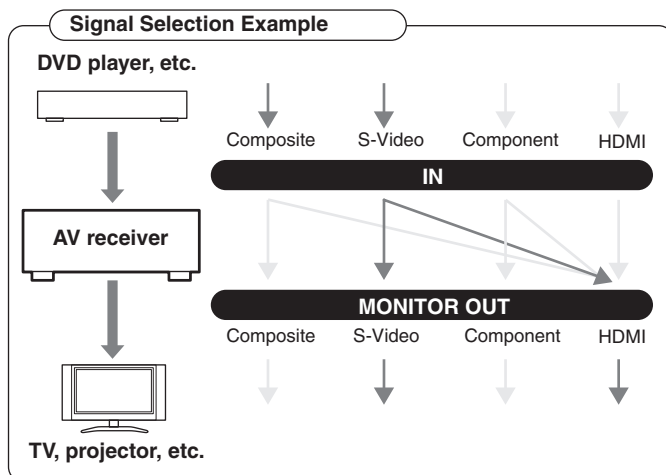 Signal Selection Example
DVD player, etc.
Composite S-Video Component HDMI
IN
AV receiver
MONITOR OUT
Composite S-Video Component HDMI
TV, projector, etc.